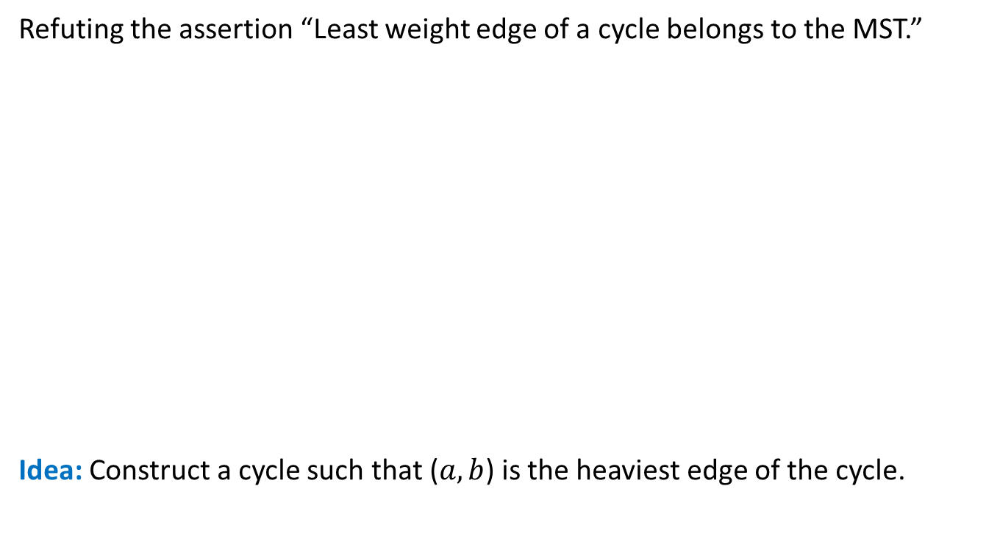 Refuting the assertion “Least weight edge of a cycle belongs to the MST.”
Idea: Construct a cycle such that (a, b) is the heaviest edge of the cycle.